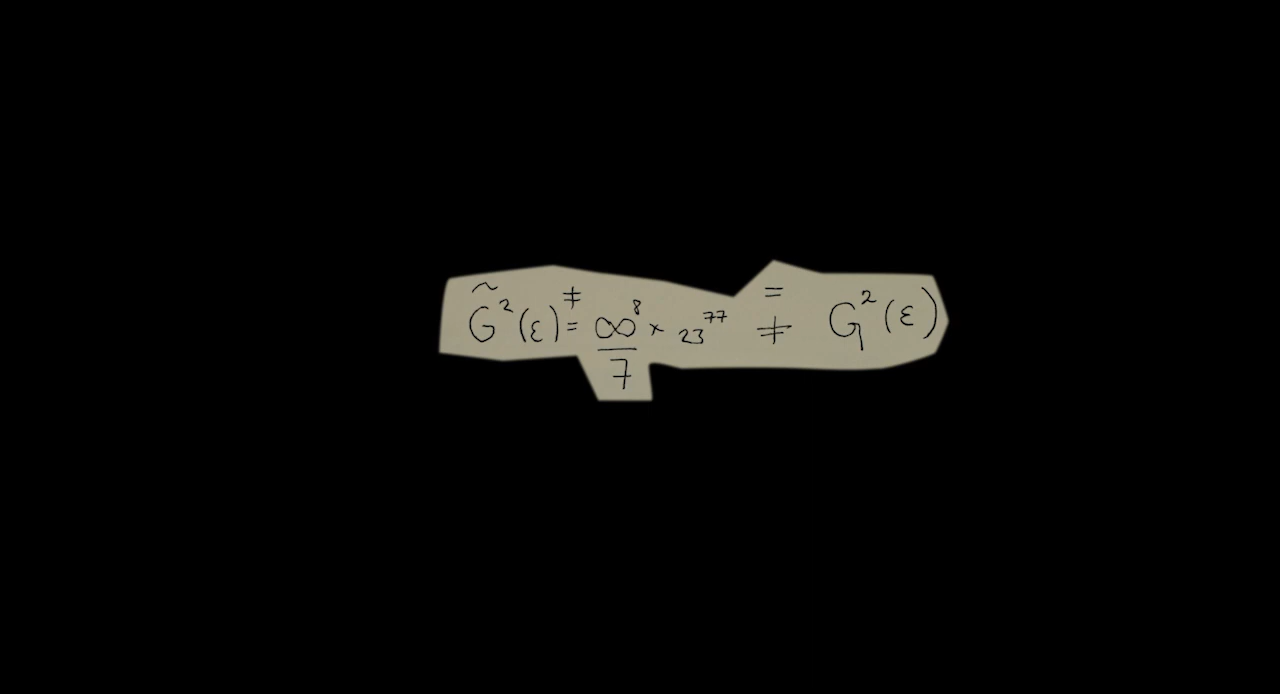 G̃²(ε) ≠= ∞⁸/7 × 23⁷⁷ =≠ G²(ε)